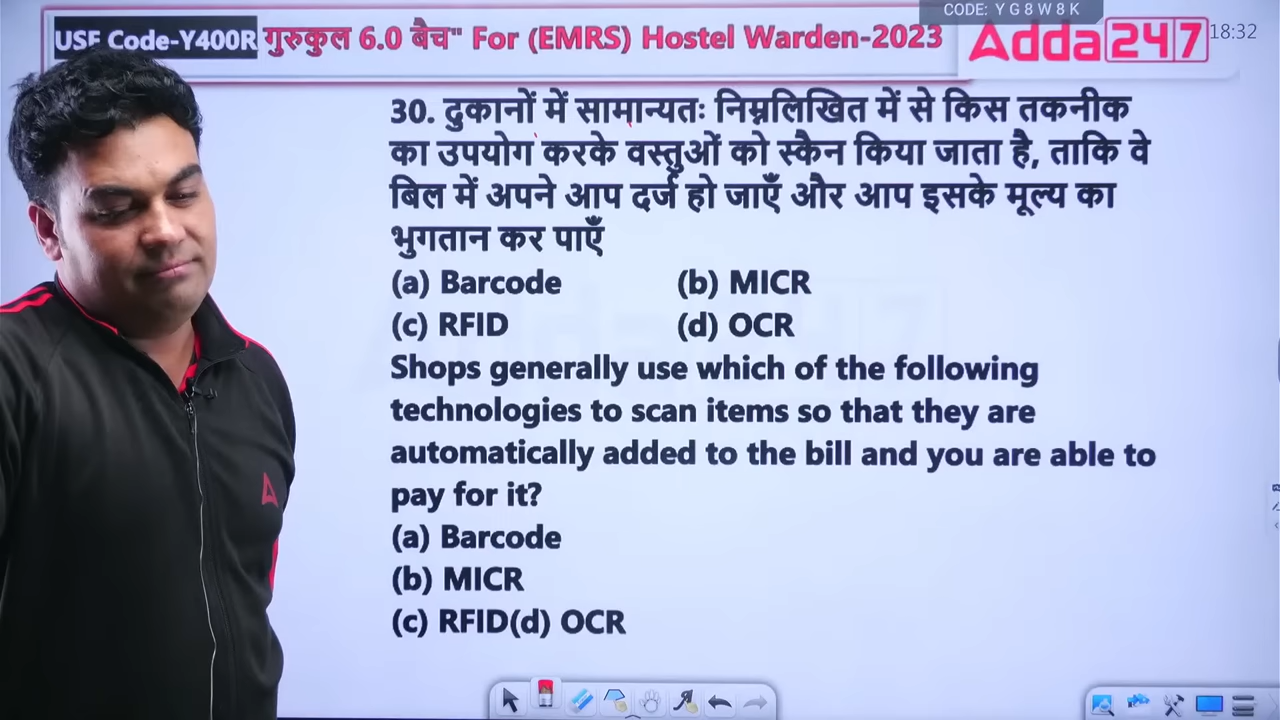 CODE: Y G 8 W 8 K
USE Code-Y400R गुरुकुल 6.0 बैच" For (EMRS) Hostel Warden-2023
Adda247
18:32
30. दुकानों में सामान्यतः निम्नलिखित में से किस तकनीक
का उपयोग करके वस्तुओं को स्कैन किया जाता है, ताकि वे
बिल में अपने आप दर्ज हो जाएँ और आप इसके मूल्य का
भुगतान कर पाएँ
(a) Barcode (b) MICR
(c) RFID (d) OCR
Shops generally use which of the following
technologies to scan items so that they are
automatically added to the bill and you are able to
pay for it?
(a) Barcode
(b) MICR
(c) RFID(d) OCR